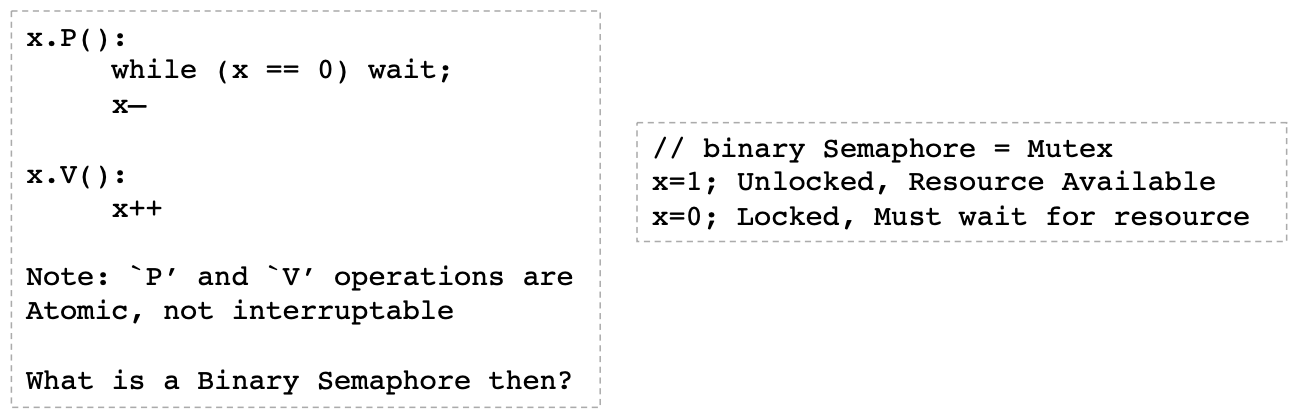 x.P():
while (x == 0) wait;
x—
x.V():
x++
Note: `P’ and `V’ operations are
Atomic, not interruptable
What is a Binary Semaphore then?
// binary Semaphore = Mutex
x=1; Unlocked, Resource Available
x=0; Locked, Must wait for resource